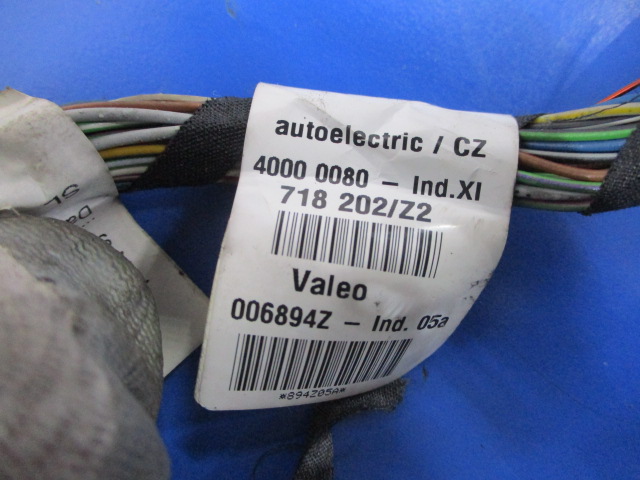 autoelectric / CZ
4000 0080 – Ind.XI
718 202/Z2
Valeo
006894Z – Ind. 05a
*894Z05A*